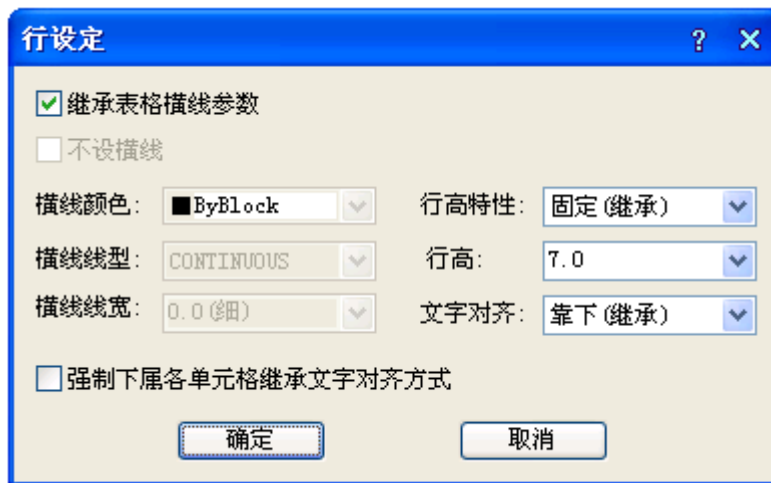 行设定
继承表格横线参数
不设横线
横线颜色: ByBlock 行高特性: 固定(继承)
横线线型: CONTINUOUS 行高: 7.0
横线线宽: 0.0(细) 文字对齐: 靠下(继承)
强制下属各单元格继承文字对齐方式
确定 取消